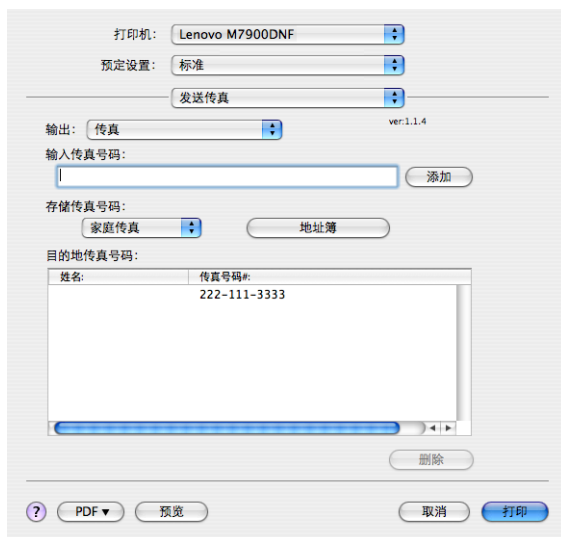 打印机: Lenovo M7900DNF
预定设置: 标准
发送传真
输出: 传真
ver:1.1.4
输入传真号码:
添加
存储传真号码:
家庭传真 地址簿
目的地传真号码:
姓名: 传真号码#:
222-111-3333
删除
? PDF▼ 预览 取消 打印